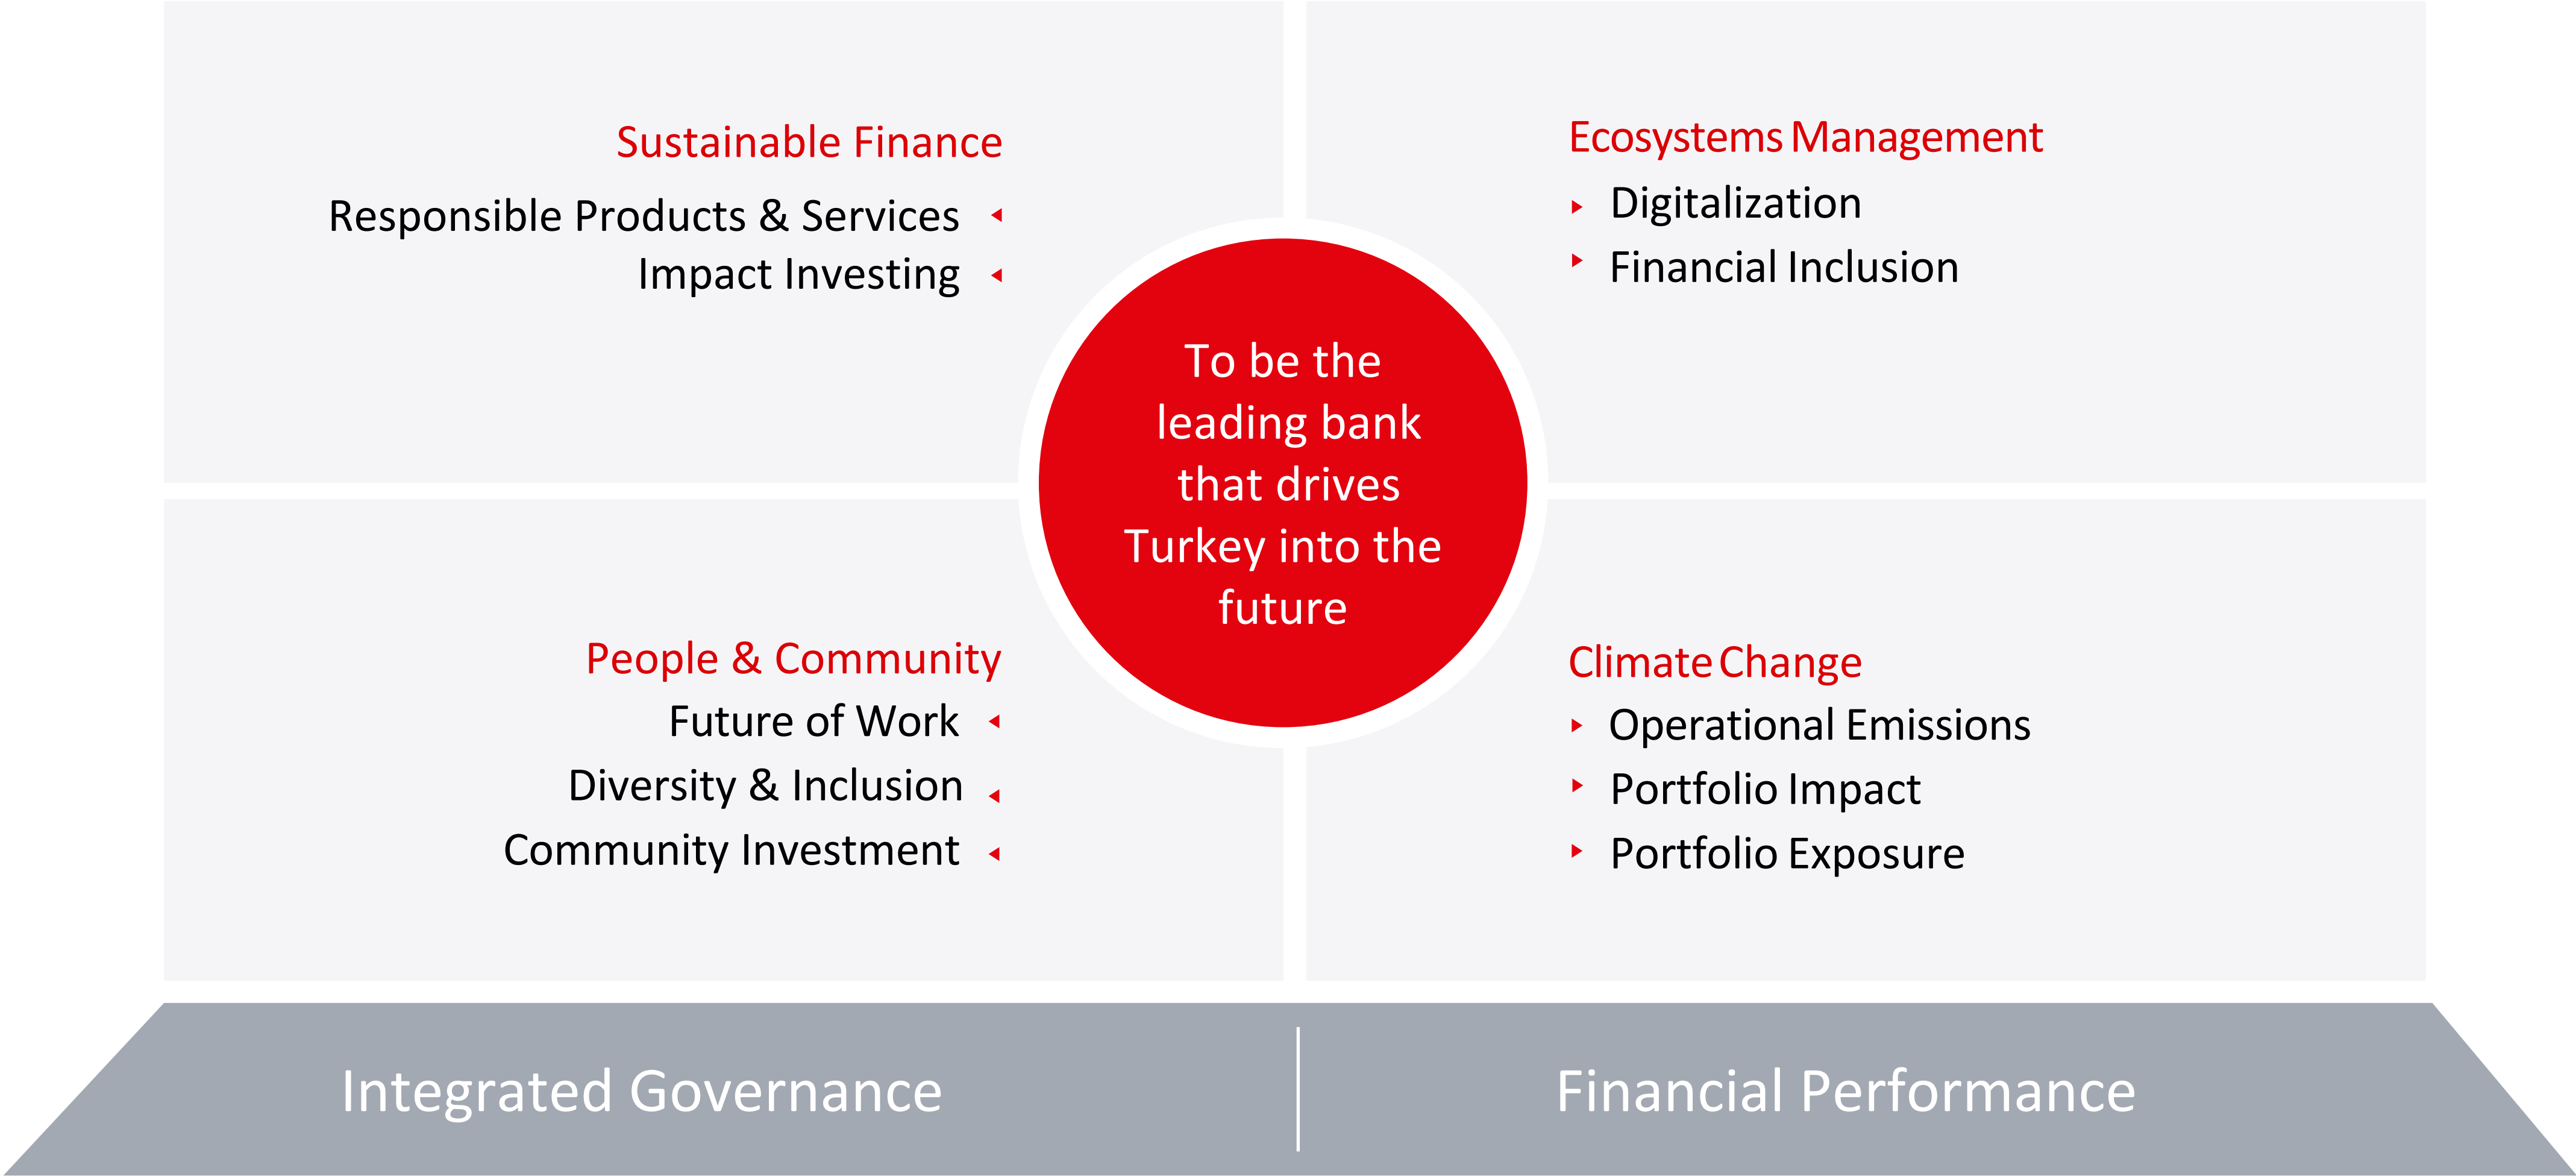 Sustainable Finance
Responsible Products & Services
Impact Investing
Ecosystems Management
Digitalization
Financial Inclusion
To be the
leading bank
that drives
Turkey into the
future
People & Community
Future of Work
Diversity & Inclusion
Community Investment
Climate Change
Operational Emissions
Portfolio Impact
Portfolio Exposure
Integrated Governance
Financial Performance